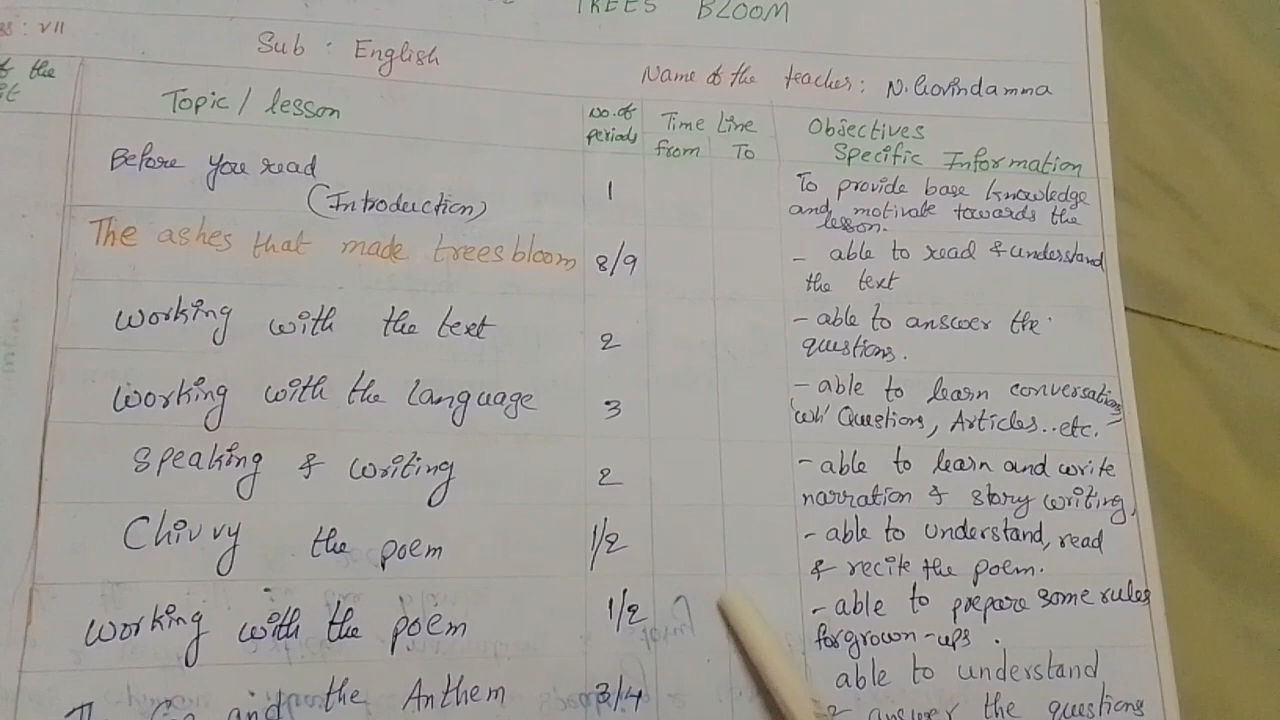 TREES BLOOM
: VII
Sub : English
Name of the teacher: N. Govindamma
the
Topic / lesson
No. of periods
Time Line
From To
Objectives
Specific Information
Before you read
(Introduction)
1
To provide base knowledge
and motivate towards the
lesson.
The ashes that made trees bloom
8/9
- able to read & understand
the text
Working with the text
2
- able to answer the
questions.
Working with the language
3
- able to learn conversation
'wh' Questions, Articles..etc.
Speaking & Writing
2
- able to learn and write
narration & story writing.
Chivvy the poem
1/2
- able to understand, read
& recite the poem.
Working with the poem
1/2
- able to prepare some rules
for grown-ups.
and the Anthem
3/4
able to understand
answer the questions